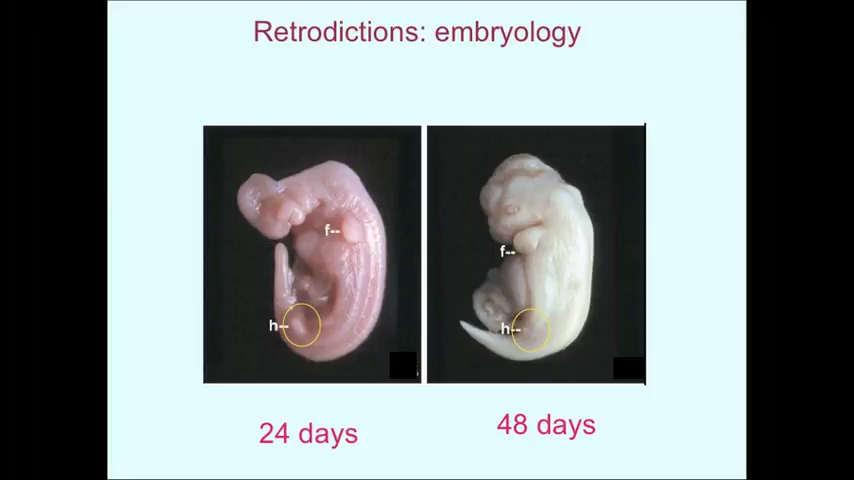 Retrodictions: embryology
f--
f--
h--
h--
24 days
48 days